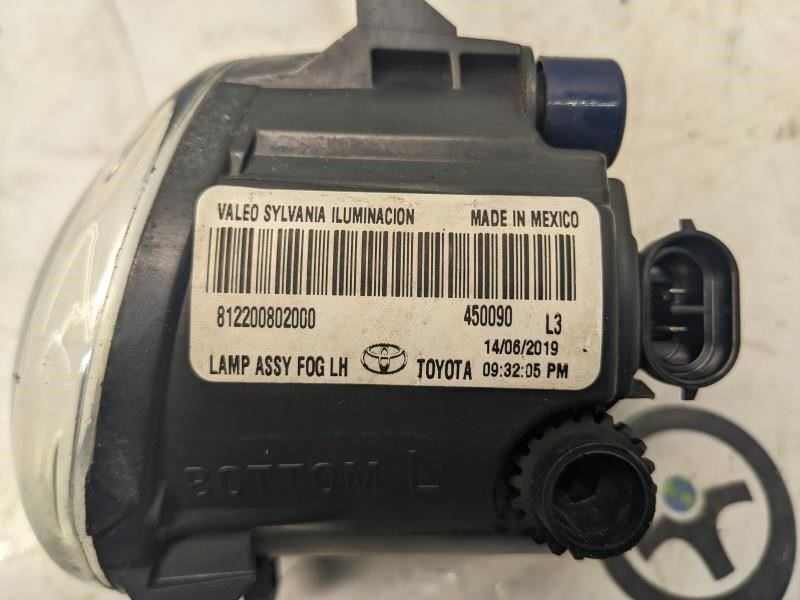 VALEO SYLVANIA ILUMINACION MADE IN MEXICO
812200802000 450090 L3
14/06/2019
LAMP ASSY FOG LH TOYOTA 09:32:05 PM
BOTTOM L